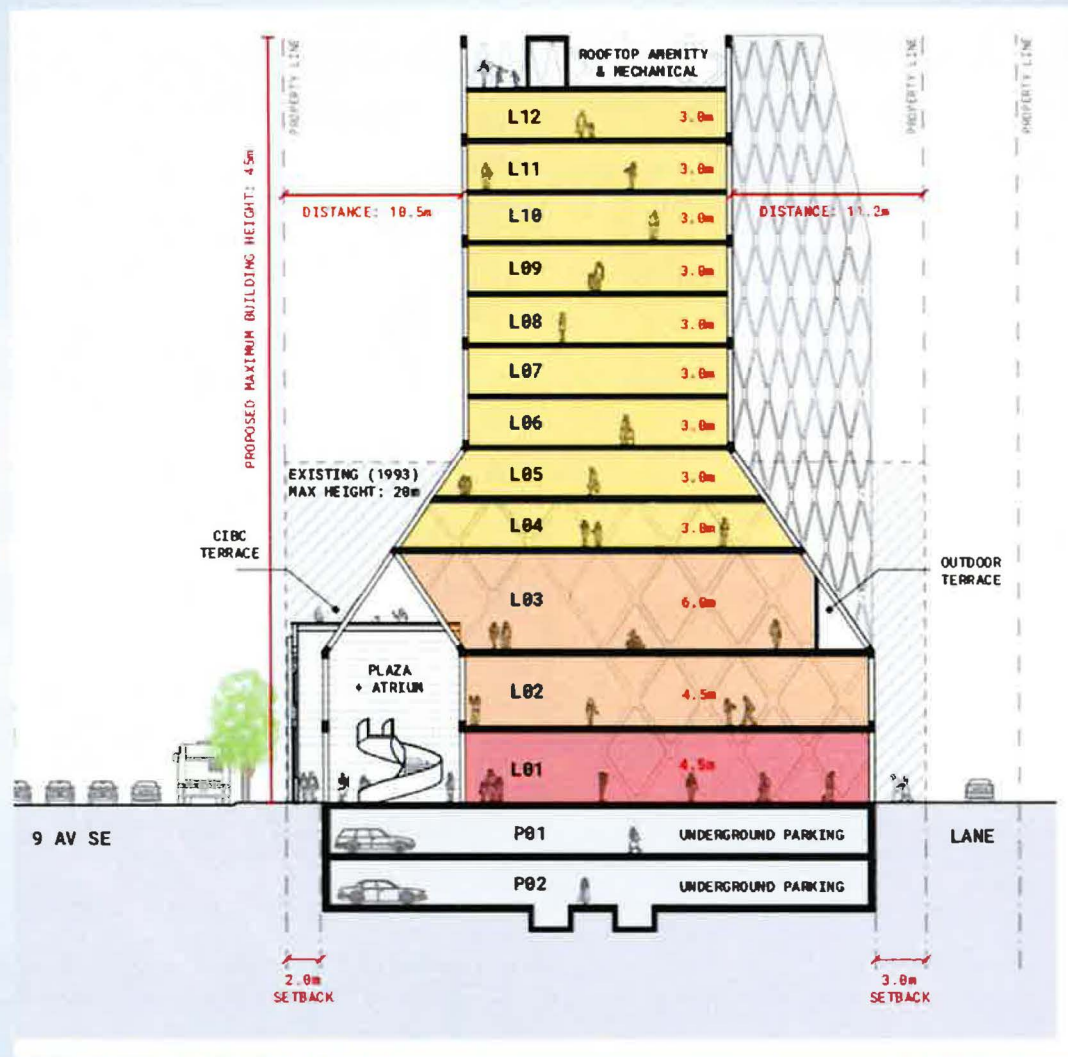 PROPERTY LINE
PROPERTY LINE
PROPERTY LINE
ROOFTOP AMENITY
& MECHANICAL
PROPOSED MAXIMUM BUILDING HEIGHT: 45m
L12 3.0m
L11 3.0m
DISTANCE: 10.5m
DISTANCE: 11.2m
L10 3.0m
L09 3.0m
L08 3.0m
L07 3.0m
L06 3.0m
EXISTING (1993)
MAX HEIGHT: 20m
L05 3.0m
L04 3.0m
CIBC
TERRACE
OUTDOOR
TERRACE
L03 6.0m
PLAZA
+ ATRIUM
L02 4.5m
L01 4.5m
9 AV SE
P01 UNDERGROUND PARKING
LANE
P02 UNDERGROUND PARKING
2.0m
SETBACK
3.0m
SETBACK